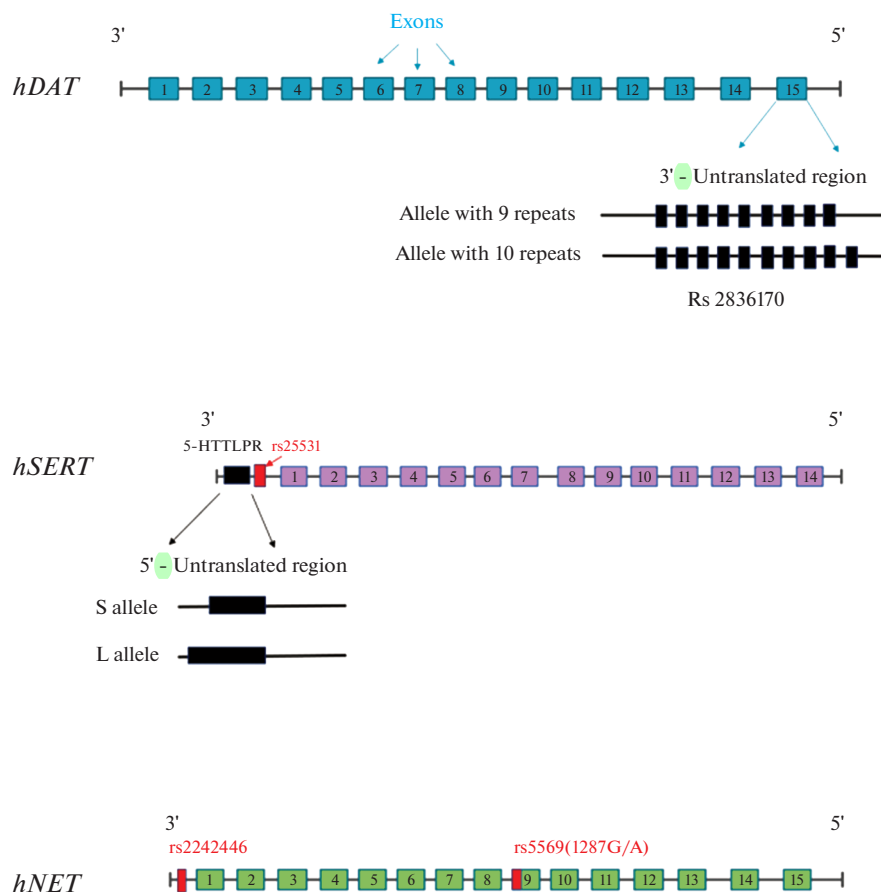 Exons
3' 5'
hDAT
1 2 3 4 5 6 7 8 9 10 11 12 13 14 15
3'-Untranslated region
Allele with 9 repeats
Allele with 10 repeats
Rs 2836170
3' 5'
5-HTTLPR rs25531
hSERT
1 2 3 4 5 6 7 8 9 10 11 12 13 14
5'-Untranslated region
S allele
L allele
3' 5'
rs2242446 rs5569(1287G/A)
hNET
1 2 3 4 5 6 7 8 9 10 11 12 13 14 15